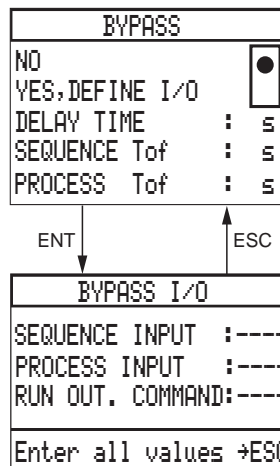 BYPASS
NO
YES,DEFINE I/O
DELAY TIME : s
SEQUENCE Tof : s
PROCESS Tof : s
ENT ESC
BYPASS I/O
SEQUENCE INPUT :----
PROCESS INPUT :----
RUN OUT. COMMAND:----
Enter all values →ESC